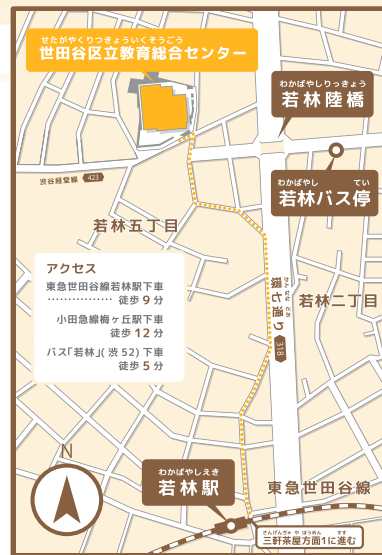 せたがやくりつきょういくそうごう
世田谷区立教育総合センター
わかばやしりっきょう
若林陸橋
渋谷経堂線 423
わかばやし てい
若林バス停
若林五丁目
アクセス
東急世田谷線若林駅下車
徒歩 9 分
小田急線梅ヶ丘駅下車
徒歩 12 分
バス「若林」(渋52)下車
徒歩 5 分
かんなな どお
環七通り
318
若林二丁目
N
わかばやしえき
若林駅
東急世田谷線
さんげんぢゃ や ほうめん すす
三軒茶屋方面1に進む